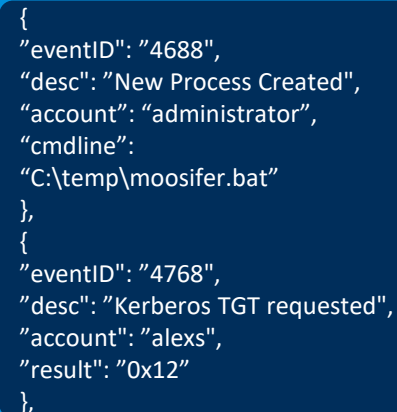 {
”eventID": ”4688",
“desc": ”New Process Created",
“account”: “administrator”,
“cmdline":
“C:\temp\moosifer.bat”
},
{
”eventID": ”4768",
”desc": ”Kerberos TGT requested",
”account": "alexs",
”result": "0x12”
},